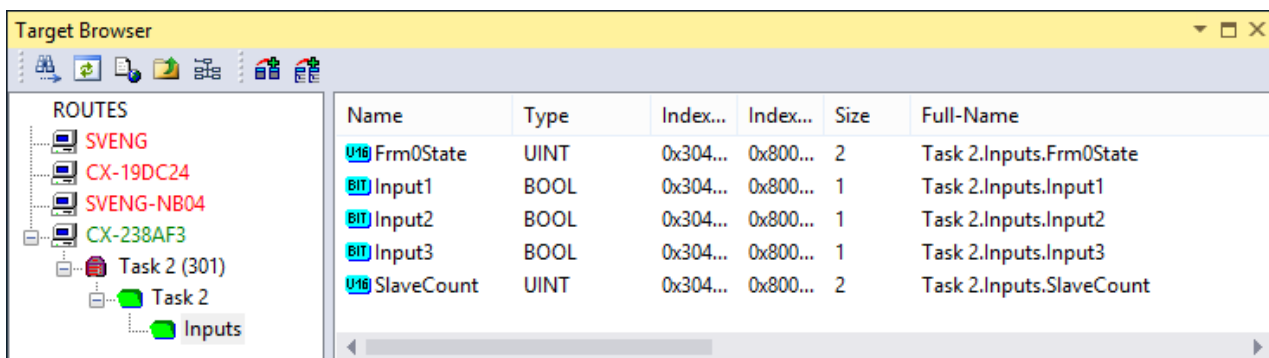 Target Browser
ROUTES
SVENG
CX-19DC24
SVENG-NB04
CX-238AF3
Task 2 (301)
Task 2
Inputs
Name Type Index... Index... Size Full-Name
U16 Frm0State UINT 0x304... 0x800... 2 Task 2.Inputs.Frm0State
BIT Input1 BOOL 0x304... 0x800... 1 Task 2.Inputs.Input1
BIT Input2 BOOL 0x304... 0x800... 1 Task 2.Inputs.Input2
BIT Input3 BOOL 0x304... 0x800... 1 Task 2.Inputs.Input3
U16 SlaveCount UINT 0x304... 0x800... 2 Task 2.Inputs.SlaveCount